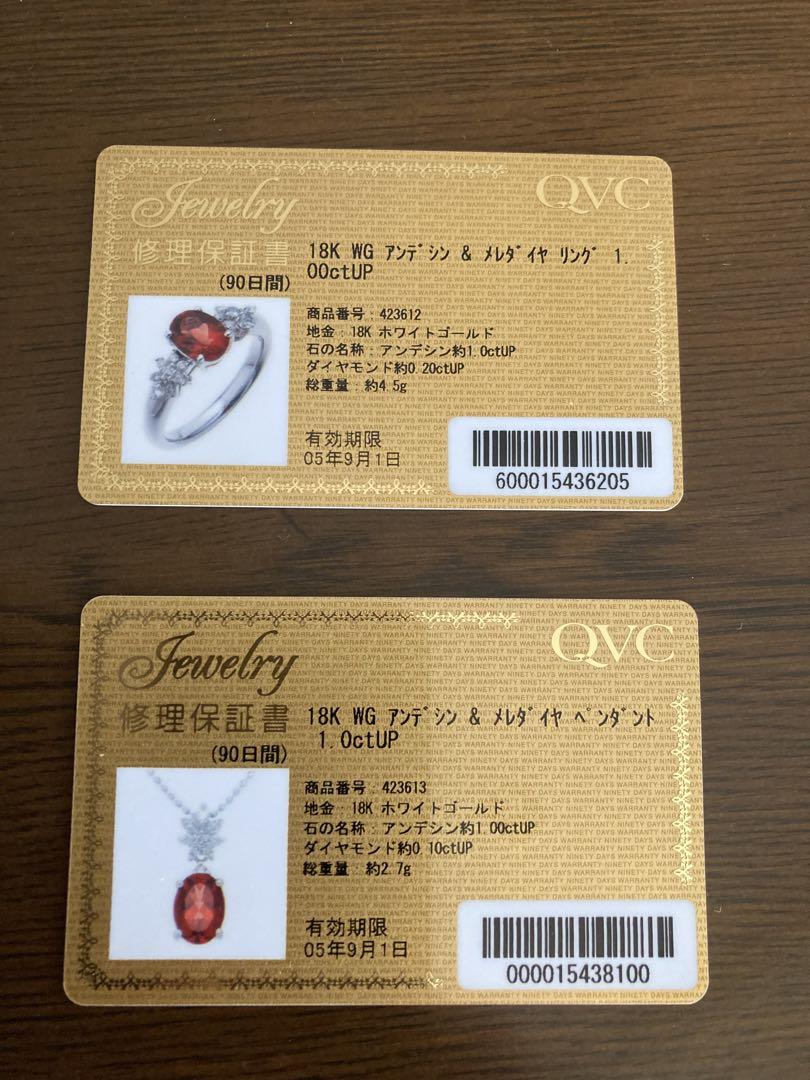 Jewelry
QVC
修理保証書
(90日間)
18K WG ｱﾝﾃﾞｼﾝ & ﾒﾚﾀﾞｲﾔ ﾘﾝｸﾞ 1.
00ctUP
商品番号：423612
地金：18K ホワイトゴールド
石の名称：アンデシン約1.0ctUP
ダイヤモンド約0.20ctUP
総重量：約4.5g
有効期限
05年9月1日
600015436205
Jewelry
QVC
修理保証書
(90日間)
18K WG ｱﾝﾃﾞｼﾝ & ﾒﾚﾀﾞｲﾔ ﾍﾟﾝﾀﾞﾝﾄ
1.0ctUP
商品番号：423613
地金：18K ホワイトゴールド
石の名称：アンデシン約1.00ctUP
ダイヤモンド約0.10ctUP
総重量：約2.7g
有効期限
05年9月1日
000015438100